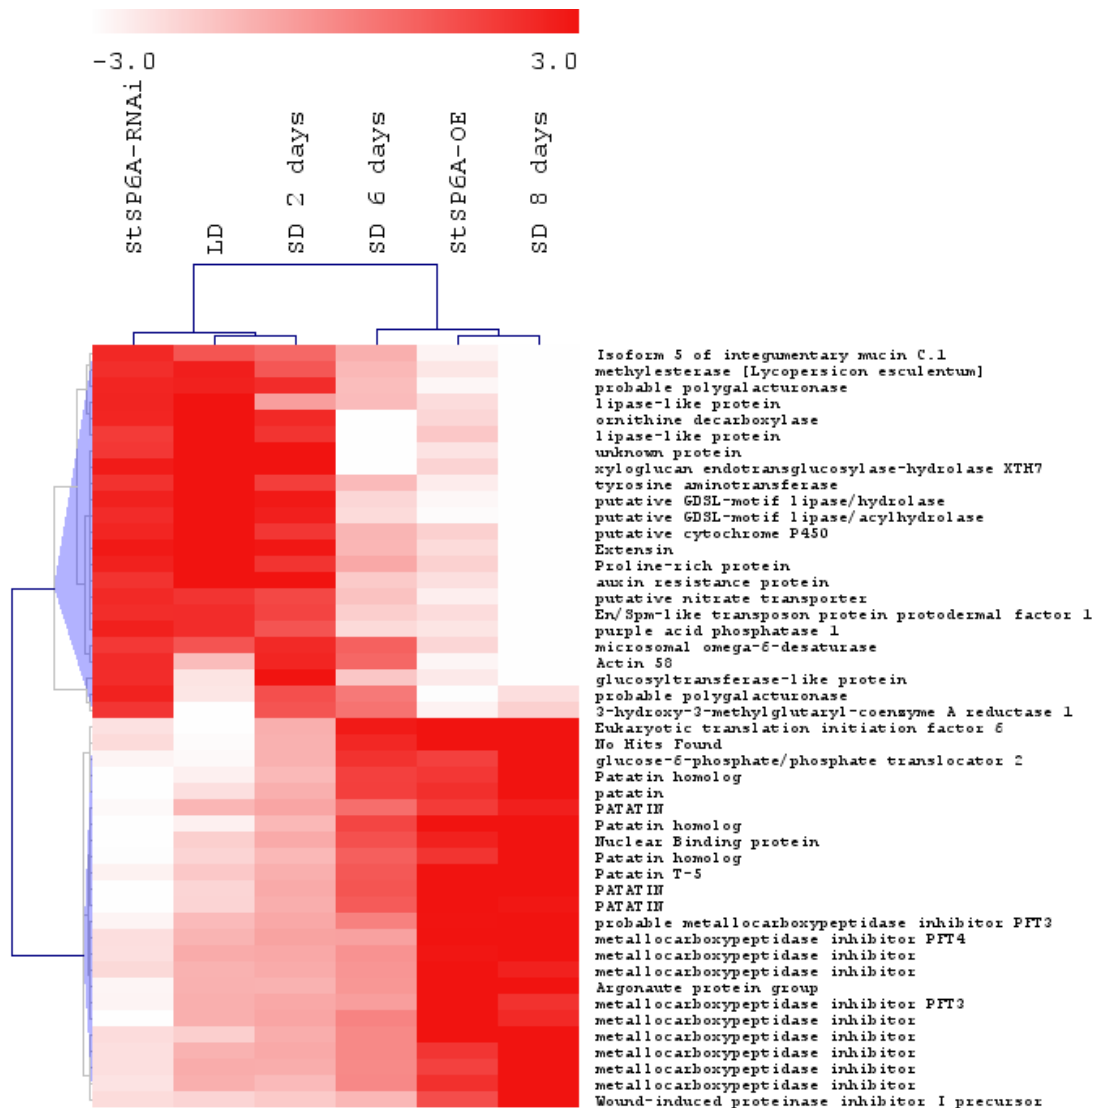 -3.0 3.0
StSP6A-RNAi
LD
SD 2 days
SD 6 days
StSP6A-OE
SD 8 days
Isoform 5 of integumentary mucin C.1
methylesterase [Lycopersicon esculentum]
probable polygalacturonase
lipase-like protein
ornithine decarboxylase
lipase-like protein
unknown protein
xyloglucan endotransglucosylase-hydrolase XTH7
tyrosine aminotransferase
putative GDSL-motif lipase/hydrolase
putative GDSL-motif lipase/acylhydrolase
putative cytochrome P450
Extensin
Proline-rich protein
auxin resistance protein
putative nitrate transporter
En/Spm-like transposon protein protodermal factor 1
purple acid phosphatase 1
microsomal omega-6-desaturase
Actin 58
glucosyltransferase-like protein
probable polygalacturonase
3-hydroxy-3-methylglutaryl-coenzyme A reductase 1
Eukaryotic translation initiation factor 6
No Hits Found
glucose-6-phosphate/phosphate translocator 2
Patatin homolog
patatin
PATATIN
Patatin homolog
Nuclear Binding protein
Patatin homolog
Patatin T-5
PATATIN
PATATIN
probable metallocarboxypeptidase inhibitor PFT3
metallocarboxypeptidase inhibitor PFT4
metallocarboxypeptidase inhibitor
metallocarboxypeptidase inhibitor
Argonaute protein group
metallocarboxypeptidase inhibitor PFT3
metallocarboxypeptidase inhibitor
metallocarboxypeptidase inhibitor
metallocarboxypeptidase inhibitor
metallocarboxypeptidase inhibitor
metallocarboxypeptidase inhibitor
Wound-induced proteinase inhibitor I precursor